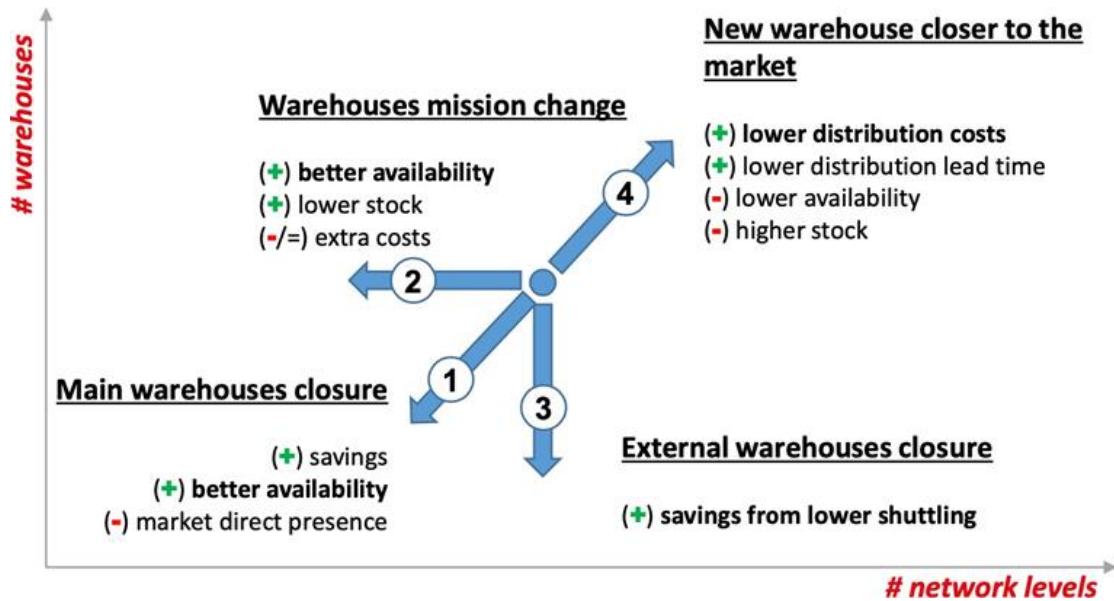 # warehouses
New warehouse closer to the
market
(+) lower distribution costs
(+) lower distribution lead time
(-) lower availability
(-) higher stock
Warehouses mission change
(+) better availability
(+) lower stock
(-/=) extra costs
4
2
1
3
Main warehouses closure
(+) savings
(+) better availability
(-) market direct presence
External warehouses closure
(+) savings from lower shuttling
# network levels